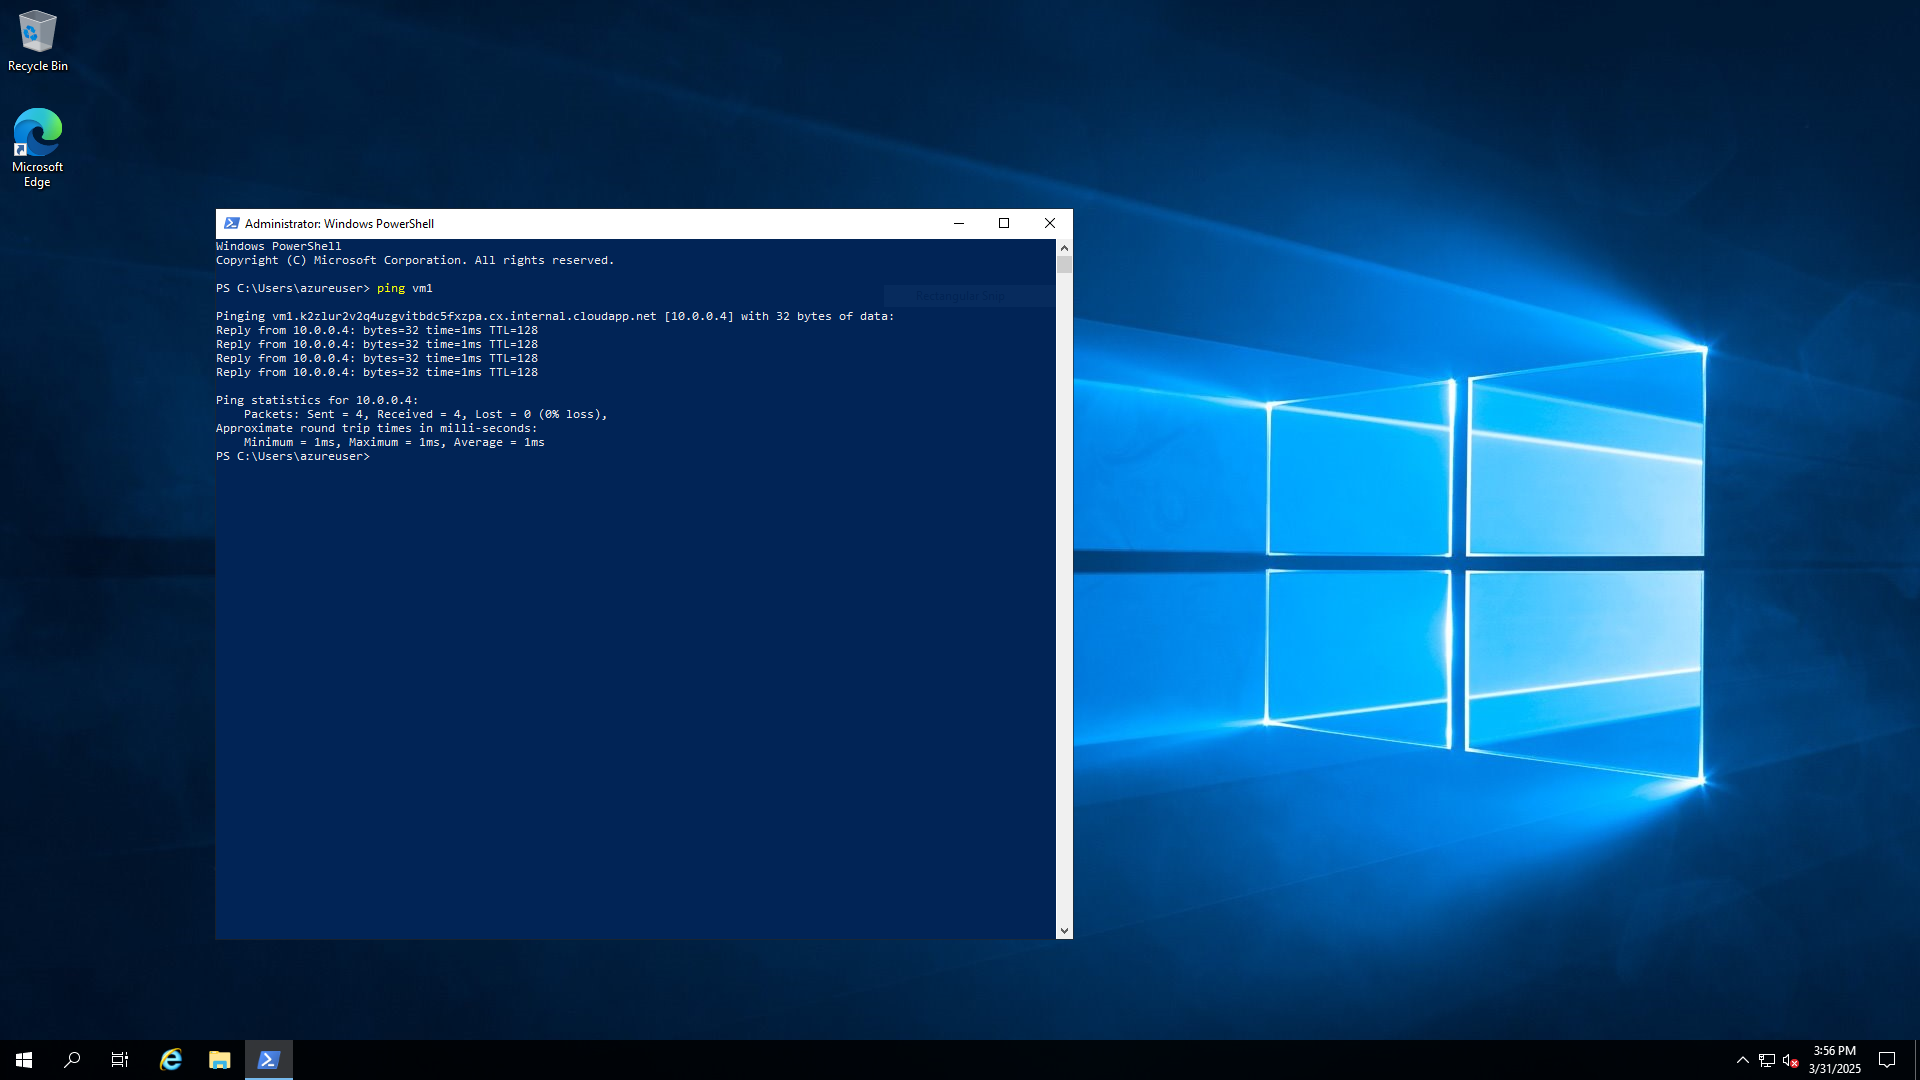 Recycle Bin
Microsoft
Edge
Administrator: Windows PowerShell
Windows PowerShell
Copyright (C) Microsoft Corporation. All rights reserved.
PS C:\Users\azureuser> ping vm1
Rectangular Snip
Pinging vm1.k2zlur2v2q4uzgvitbdc5fxzpa.cx.internal.cloudapp.net [10.0.0.4] with 32 bytes of data:
Reply from 10.0.0.4: bytes=32 time=1ms TTL=128
Reply from 10.0.0.4: bytes=32 time=1ms TTL=128
Reply from 10.0.0.4: bytes=32 time=1ms TTL=128
Reply from 10.0.0.4: bytes=32 time=1ms TTL=128
Ping statistics for 10.0.0.4:
    Packets: Sent = 4, Received = 4, Lost = 0 (0% loss),
Approximate round trip times in milli-seconds:
    Minimum = 1ms, Maximum = 1ms, Average = 1ms
PS C:\Users\azureuser>
3:56 PM
3/31/2025